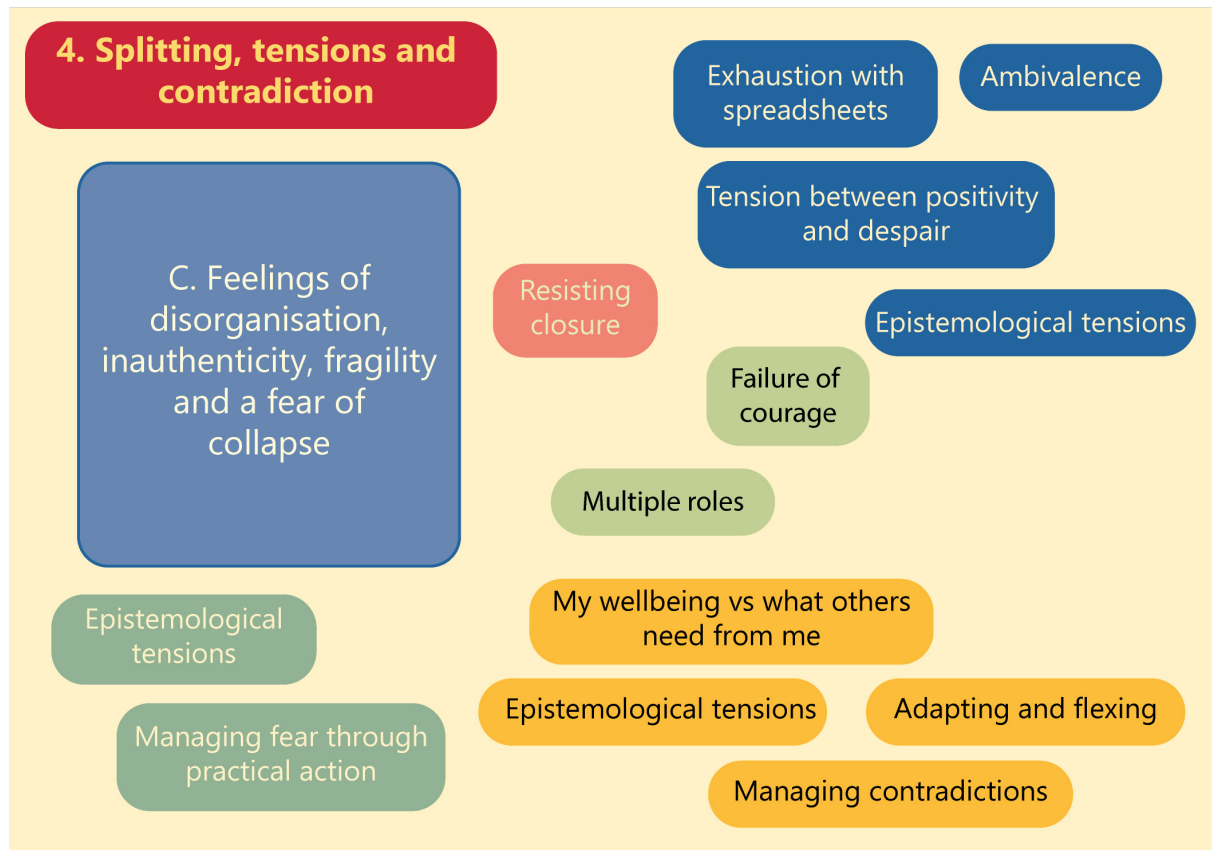 4. Splitting, tensions and
contradiction
Exhaustion with
spreadsheets
Ambivalence
Tension between positivity
and despair
C. Feelings of
disorganisation,
inauthenticity, fragility
and a fear of
collapse
Resisting
closure
Epistemological tensions
Failure of
courage
Multiple roles
My wellbeing vs what others
need from me
Epistemological
tensions
Epistemological tensions
Adapting and flexing
Managing fear through
practical action
Managing contradictions